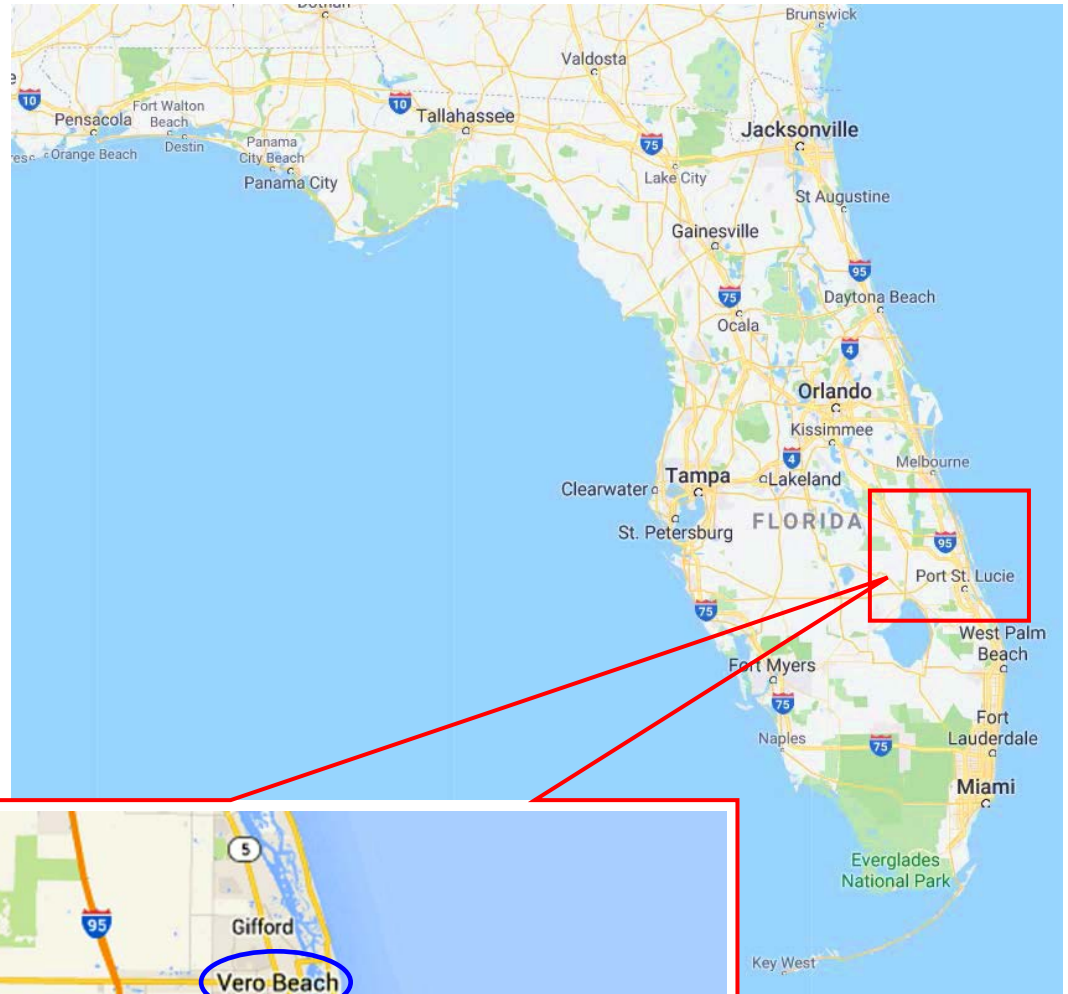 Brunswick
Valdosta
10
Fort Walton
Beach
10
Pensacola
Tallahassee
75
Jacksonville
Orange Beach
Destin
Panama
City Beach
Lake City
Panama City
St Augustine
Gainesville
95
75
Daytona Beach
Ocala
4
Orlando
Kissimmee
4
Melbourne
Tampa
Lakeland
Clearwater
FLORIDA
St. Petersburg
95
Port St. Lucie
75
West Palm
Beach
Fort Myers
75
Fort
Lauderdale
Naples
75
Miami
Everglades
National Park
Key West
5
95
Gifford
Vero Beach